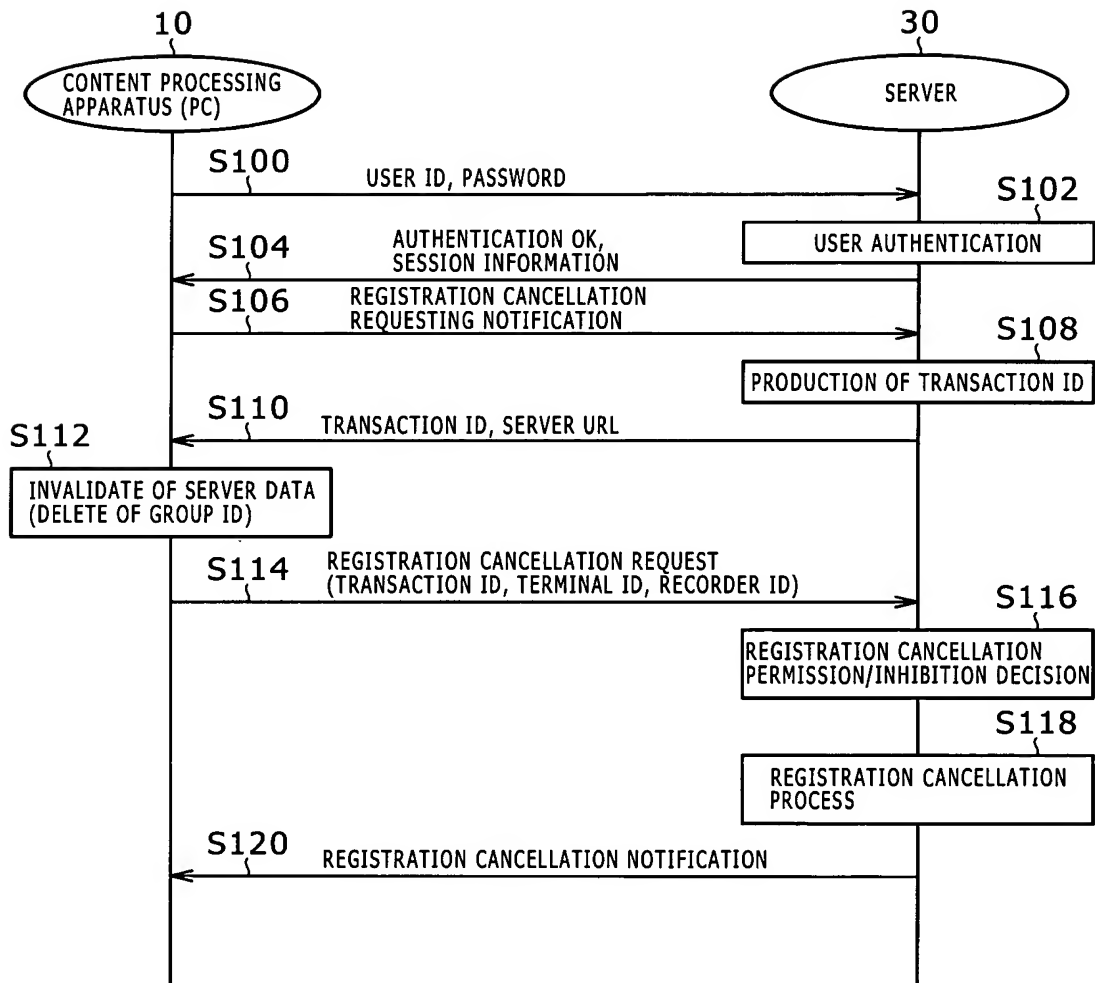 10
30
CONTENT PROCESSING
APPARATUS (PC)
SERVER
S100
USER ID, PASSWORD
S102
USER AUTHENTICATION
S104
AUTHENTICATION OK,
SESSION INFORMATION
S106
REGISTRATION CANCELLATION
REQUESTING NOTIFICATION
S108
PRODUCTION OF TRANSACTION ID
S110
TRANSACTION ID, SERVER URL
S112
INVALIDATE OF SERVER DATA
(DELETE OF GROUP ID)
S114
REGISTRATION CANCELLATION REQUEST
(TRANSACTION ID, TERMINAL ID, RECORDER ID)
S116
REGISTRATION CANCELLATION
PERMISSION/INHIBITION DECISION
S118
REGISTRATION CANCELLATION
PROCESS
S120
REGISTRATION CANCELLATION NOTIFICATION